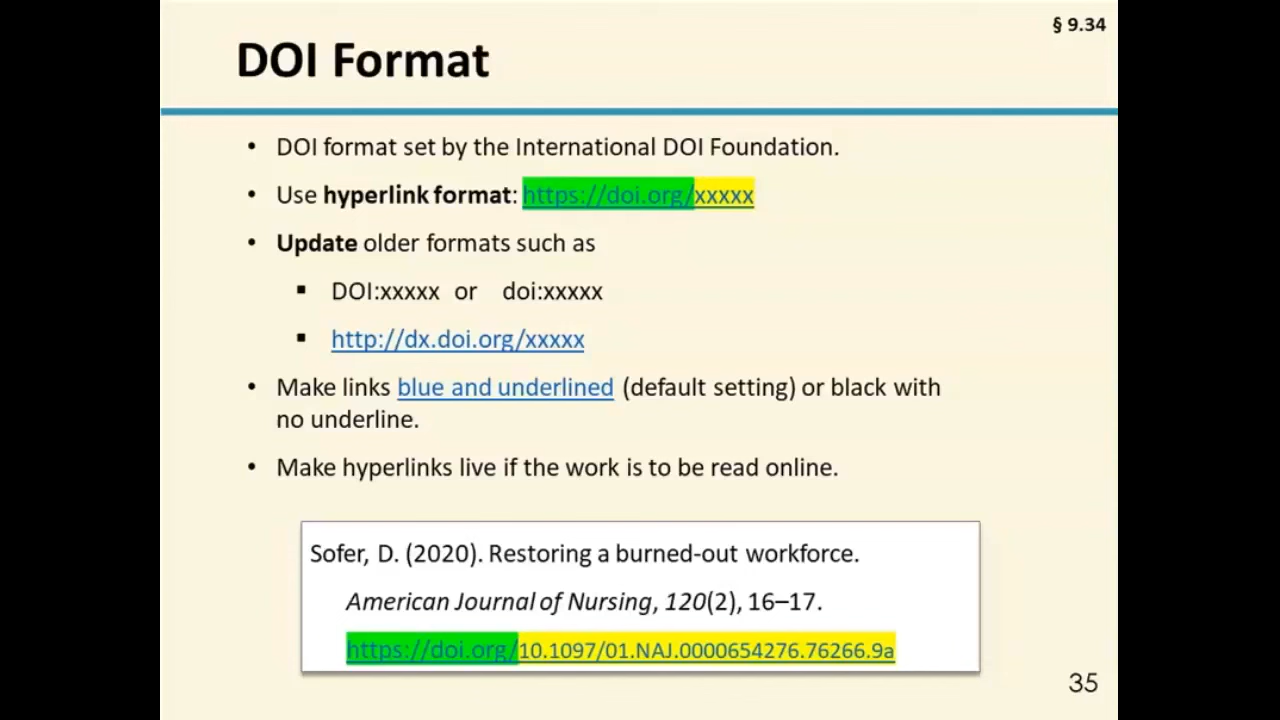 § 9.34
DOI Format
• DOI format set by the International DOI Foundation.
• Use hyperlink format: https://doi.org/xxxxx
• Update older formats such as
▪ DOI:xxxxx or doi:xxxxx
▪ http://dx.doi.org/xxxxx
• Make links blue and underlined (default setting) or black with
no underline.
• Make hyperlinks live if the work is to be read online.
Sofer, D. (2020). Restoring a burned-out workforce.
American Journal of Nursing, 120(2), 16–17.
https://doi.org/10.1097/01.NAJ.0000654276.76266.9a
35